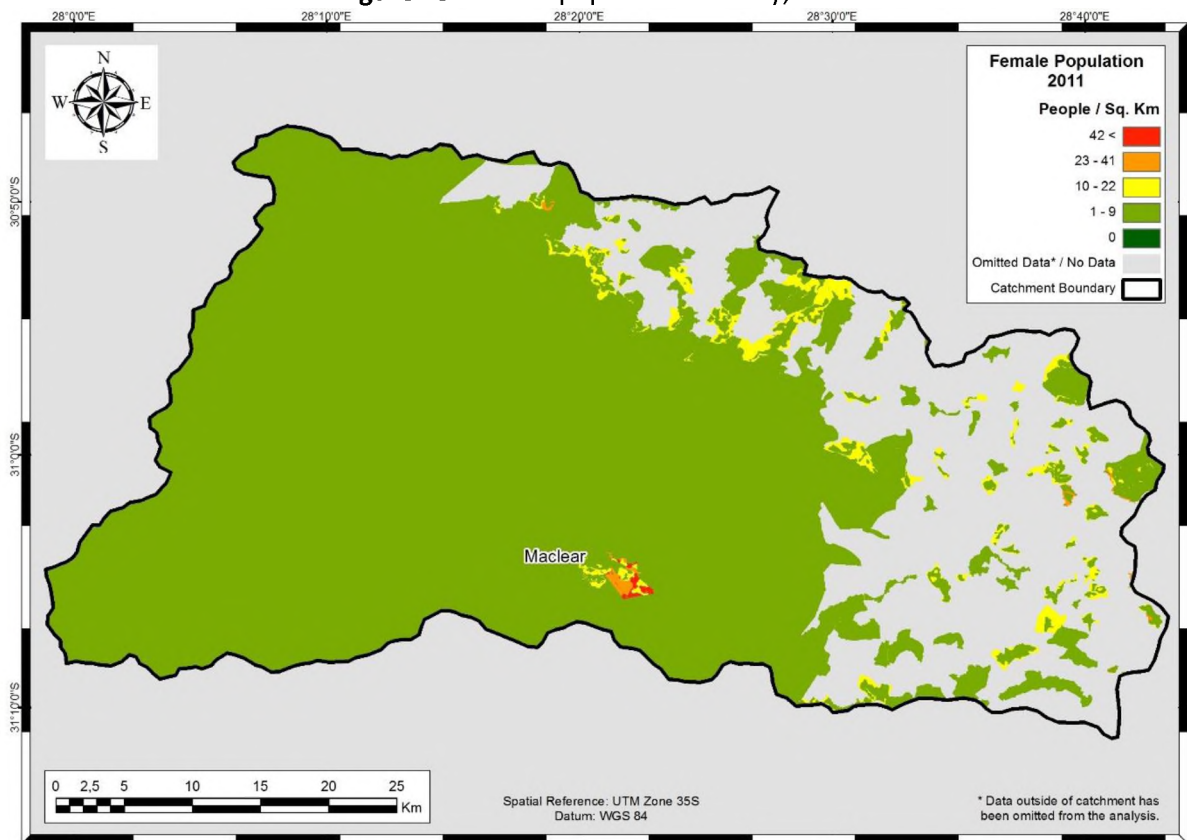 28°0'0"E 28°10'0"E 28°20'0"E 28°30'0"E 28°40'0"E
N
W E
S
Female Population
2011
People / Sq. Km
42 <
23 - 41
10 - 22
1 - 9
0
Omitted Data* / No Data
Catchment Boundary
30°50'0"S
31°0'0"S
31°10'0"S
Maclear
0 2,5 5 10 15 20 25
Km
Spatial Reference: UTM Zone 35S
Datum: WGS 84
* Data outside of catchment has
been omitted from the analysis.